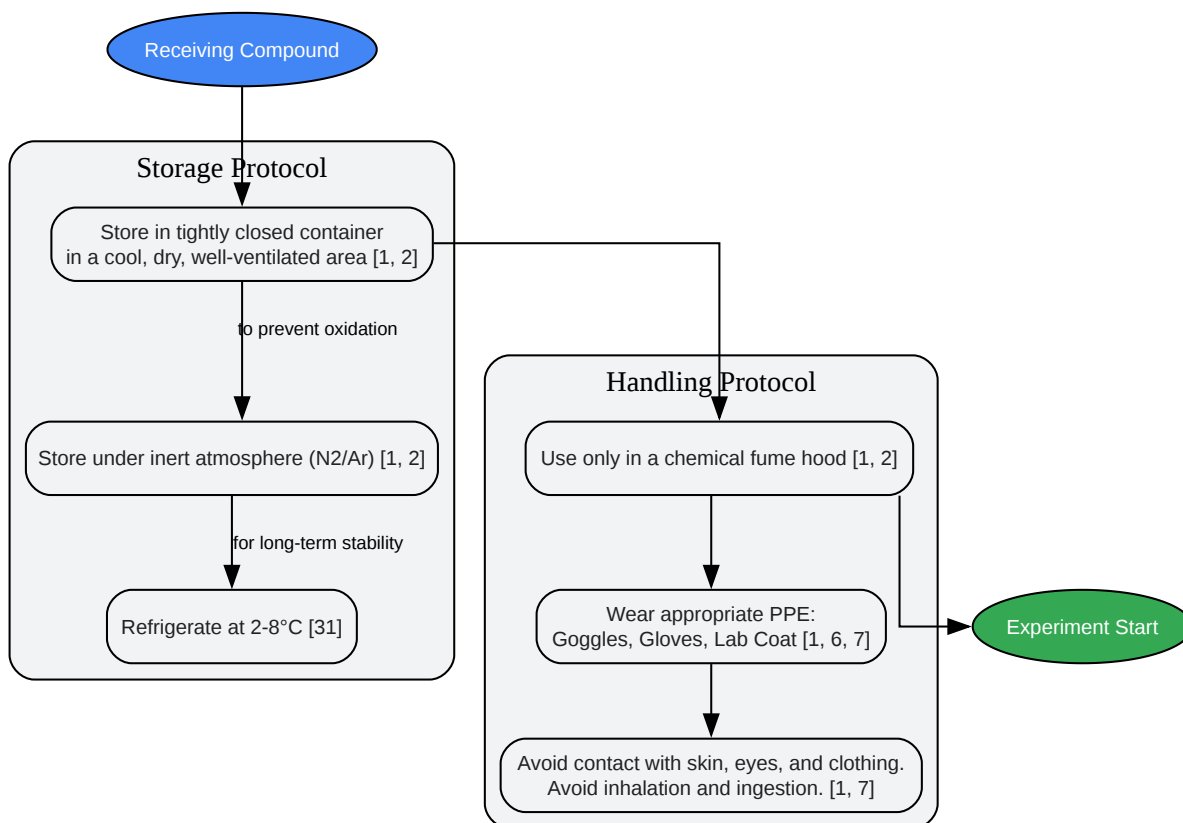 Receiving Compound
Storage Protocol
Store in tightly closed container
in a cool, dry, well-ventilated area [1, 2]
to prevent oxidation
Store under inert atmosphere (N2/Ar) [1, 2]
for long-term stability
Refrigerate at 2-8°C [31]
Handling Protocol
Use only in a chemical fume hood [1, 2]
Wear appropriate PPE:
Goggles, Gloves, Lab Coat [1, 6, 7]
Avoid contact with skin, eyes, and clothing.
Avoid inhalation and ingestion. [1, 7]
Experiment Start